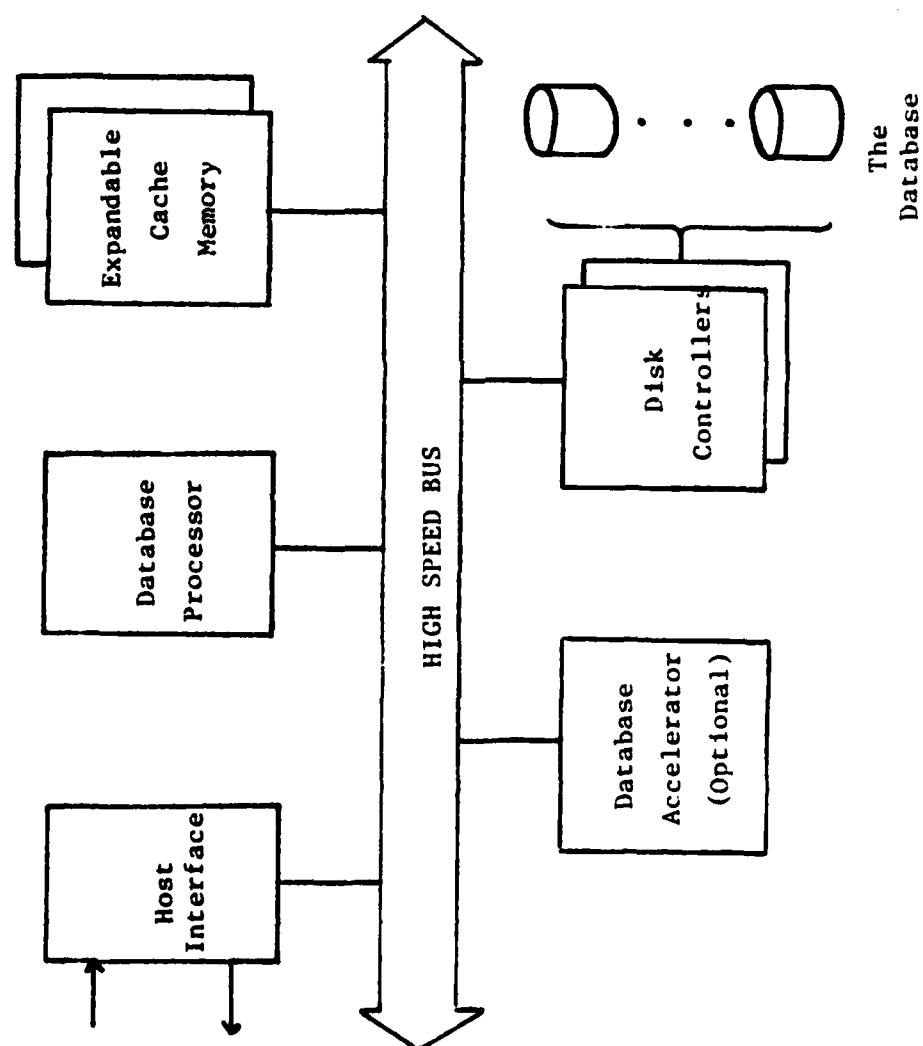 Host
Interface
Database
Processor
Expandable
Cache
Memory
HIGH SPEED BUS
Database
Accelerator
(Optional)
Disk
Controllers
The
Database